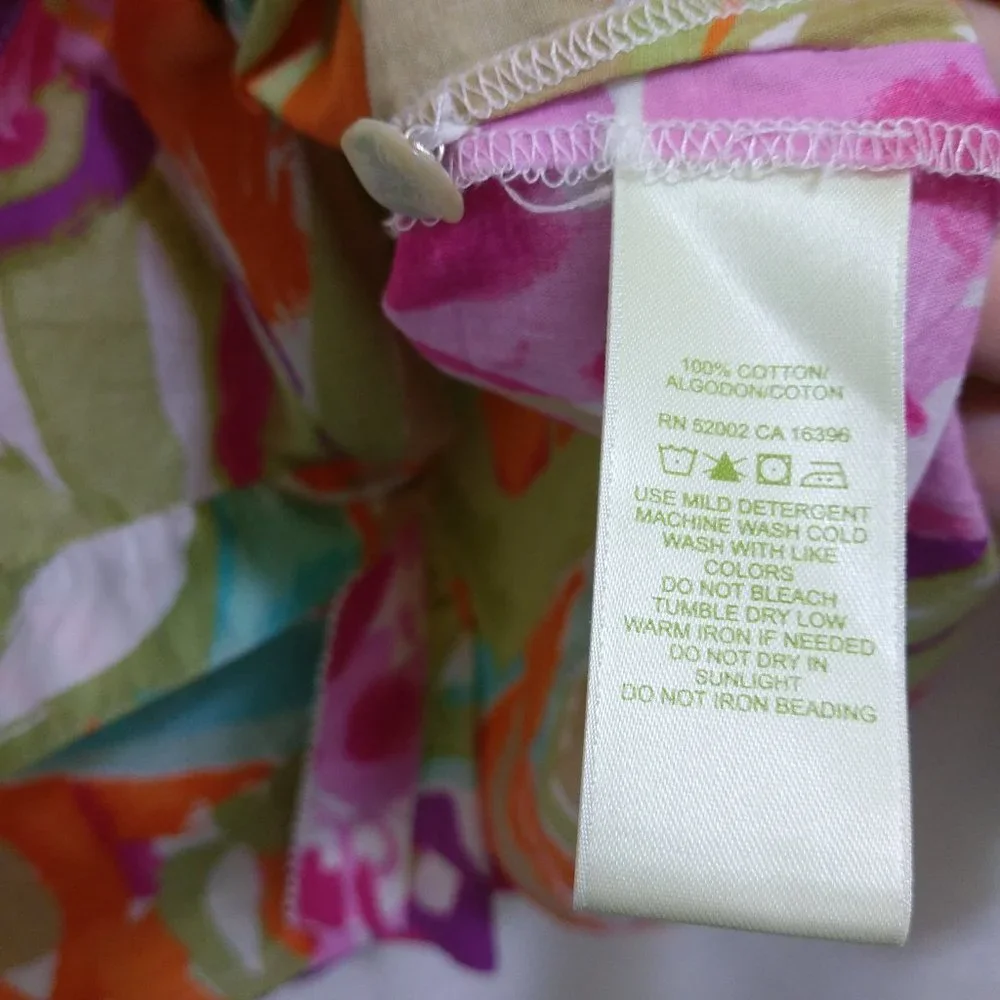 100% COTTON/
ALGODON/COTON
RN 52002 CA 16396
USE MILD DETERGENT
MACHINE WASH COLD
WASH WITH LIKE
COLORS
DO NOT BLEACH
TUMBLE DRY LOW
WARM IRON IF NEEDED
DO NOT DRY IN
SUNLIGHT
DO NOT IRON BEADING